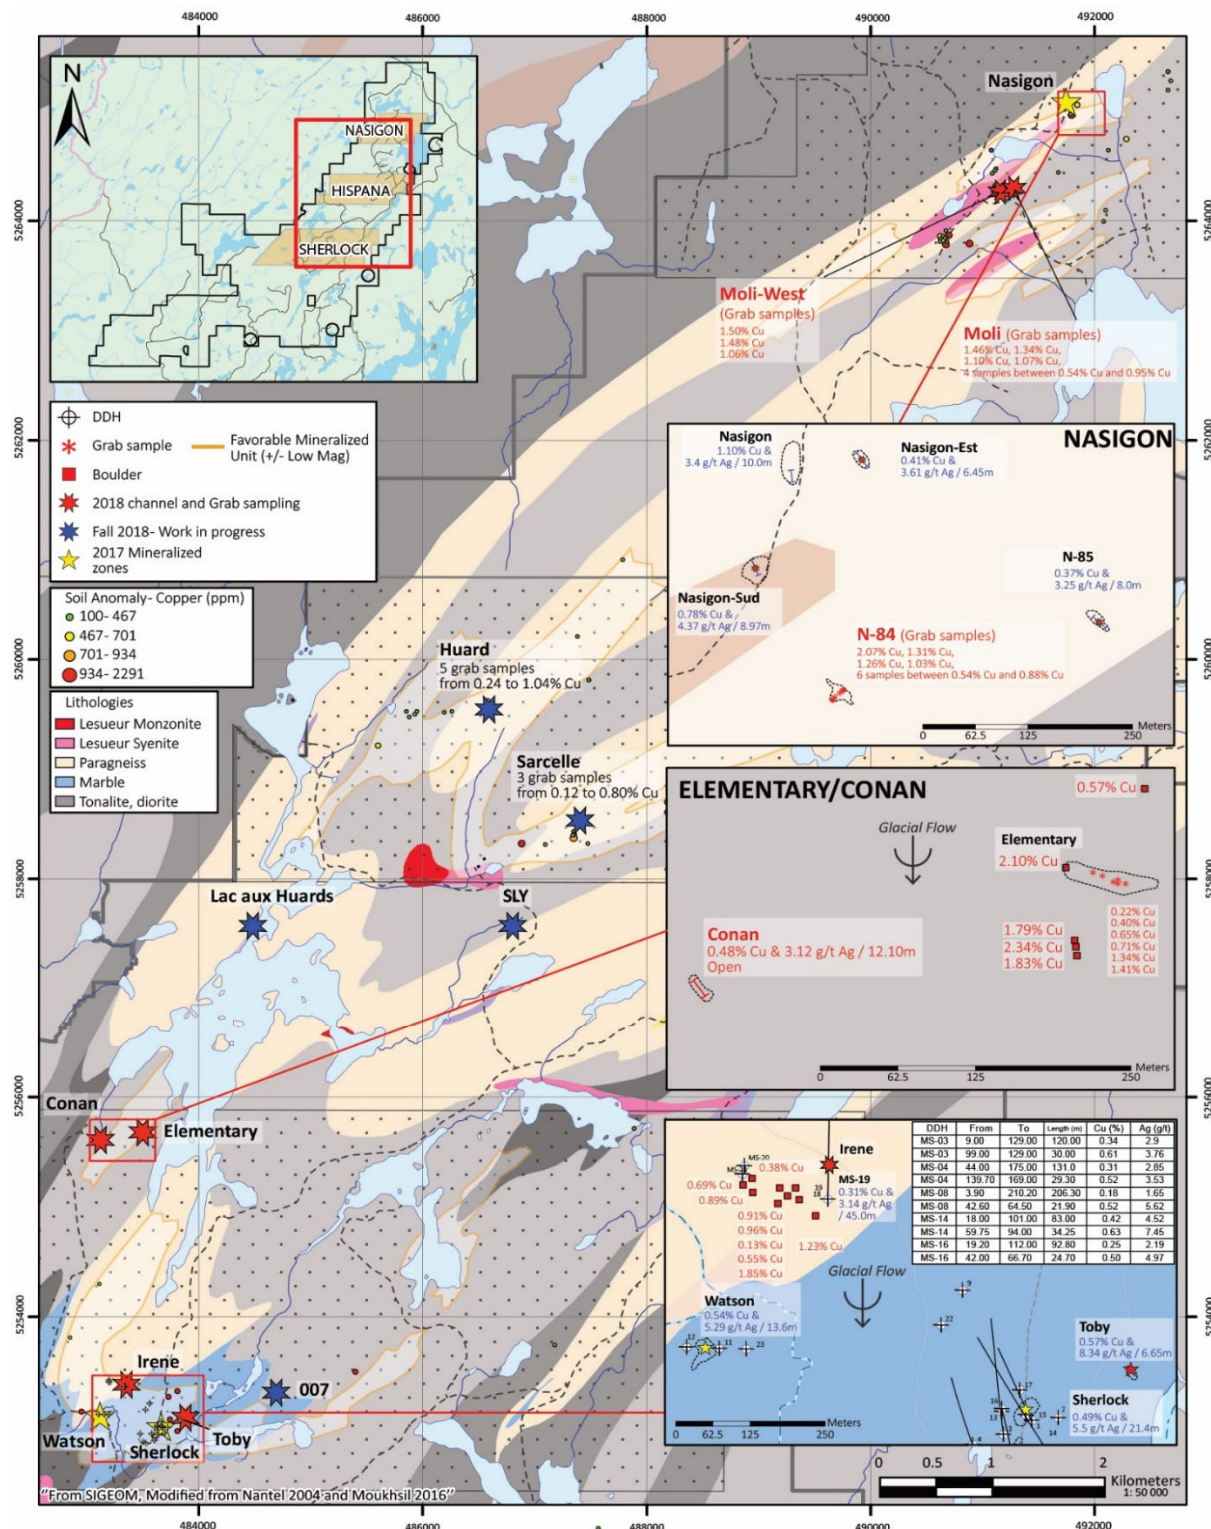 484000 486000 488000 490000 492000
5264000
5262000
5260000
5258000
5256000
5254000
N
NASIGON
HISPANA
SHERLOCK
DDH
Grab sample
Favorable Mineralized
Unit (+/- Low Mag)
Boulder
2018 channel and Grab sampling
Fall 2018- Work in progress
2017 Mineralized
zones
Soil Anomaly- Copper (ppm)
100- 467
467- 701
701- 934
934- 2291
Lithologies
Lesueur Monzonite
Lesueur Syenite
Paragneiss
Marble
Tonalite, diorite
Nasigon
Moli-West
(Grab samples)
1.50% Cu
1.48% Cu
1.06% Cu
Moli (Grab samples)
1.46% Cu, 1.34% Cu,
1.10% Cu, 1.07% Cu,
4 samples between 0.54% Cu and 0.95% Cu
NASIGON
Nasigon
1.10% Cu &
3.4 g/t Ag / 10.0m
Nasigon-Est
0.41% Cu &
3.61 g/t Ag / 6.45m
N-85
0.37% Cu &
3.25 g/t Ag / 8.0m
Nasigon-Sud
0.78% Cu &
4.37 g/t Ag / 8.97m
N-84 (Grab samples)
2.07% Cu, 1.31% Cu,
1.26% Cu, 1.03% Cu,
6 samples between 0.54% Cu and 0.88% Cu
Meters
0 62.5 125 250
Huard
5 grab samples
from 0.24 to 1.04% Cu
Sarcelle
3 grab samples
from 0.12 to 0.80% Cu
Lac aux Huards
SLY
ELEMENTARY/CONAN
0.57% Cu
Glacial Flow
Elementary
2.10% Cu
1.79% Cu
2.34% Cu
1.83% Cu
0.22% Cu
0.40% Cu
0.65% Cu
0.71% Cu
1.34% Cu
1.41% Cu
Conan
0.48% Cu & 3.12 g/t Ag / 12.10m
Open
Meters
0 62.5 125 250
Conan
Elementary
Irene
007
Watson
Sherlock
Toby
MS-20
0.38% Cu
0.69% Cu
0.89% Cu
0.91% Cu
0.96% Cu
0.13% Cu
0.55% Cu
1.85% Cu
1.23% Cu
Irene
19
18
MS-19
0.31% Cu &
3.14 g/t Ag
/ 45.0m
DDH From To Length (m) Cu (%) Ag (g/t)
MS-03 9.00 129.00 120.00 0.34 2.9
MS-03 99.00 129.00 30.00 0.61 3.76
MS-04 44.00 175.00 131.0 0.31 2.85
MS-04 139.70 169.00 29.30 0.52 3.53
MS-08 3.90 210.20 206.30 0.18 1.65
MS-08 42.60 64.50 21.90 0.52 5.62
MS-14 18.00 101.00 83.00 0.42 4.52
MS-14 59.75 94.00 34.25 0.63 7.45
MS-16 19.20 112.00 92.80 0.25 2.19
MS-16 42.00 66.70 24.70 0.50 4.97
Glacial Flow
Watson
0.54% Cu &
5.29 g/t Ag / 13.6m
12 11 23
9
22
Toby
0.57% Cu &
8.34 g/t Ag / 6.65m
17
16
13
15
2
14
4
Sherlock
0.49% Cu &
5.5 g/t Ag / 21.4m
Meters
0 62.5 125 250
0 0.5 1 2
Kilometers
1: 50 000
"From SIGEOM, Modified from Nantel 2004 and Moukhsil 2016"
484000 486000 488000 490000 492000